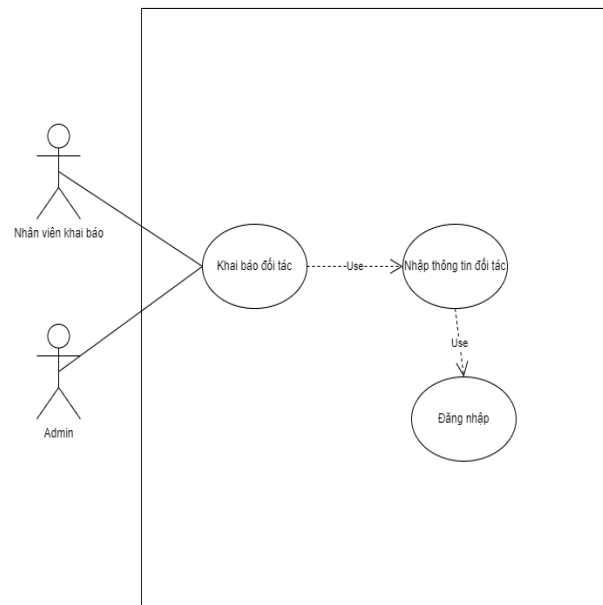 Nhân viên khai báo
Khai báo đối tác
Use
Nhập thông tin đối tác
Use
Đăng nhập
Admin